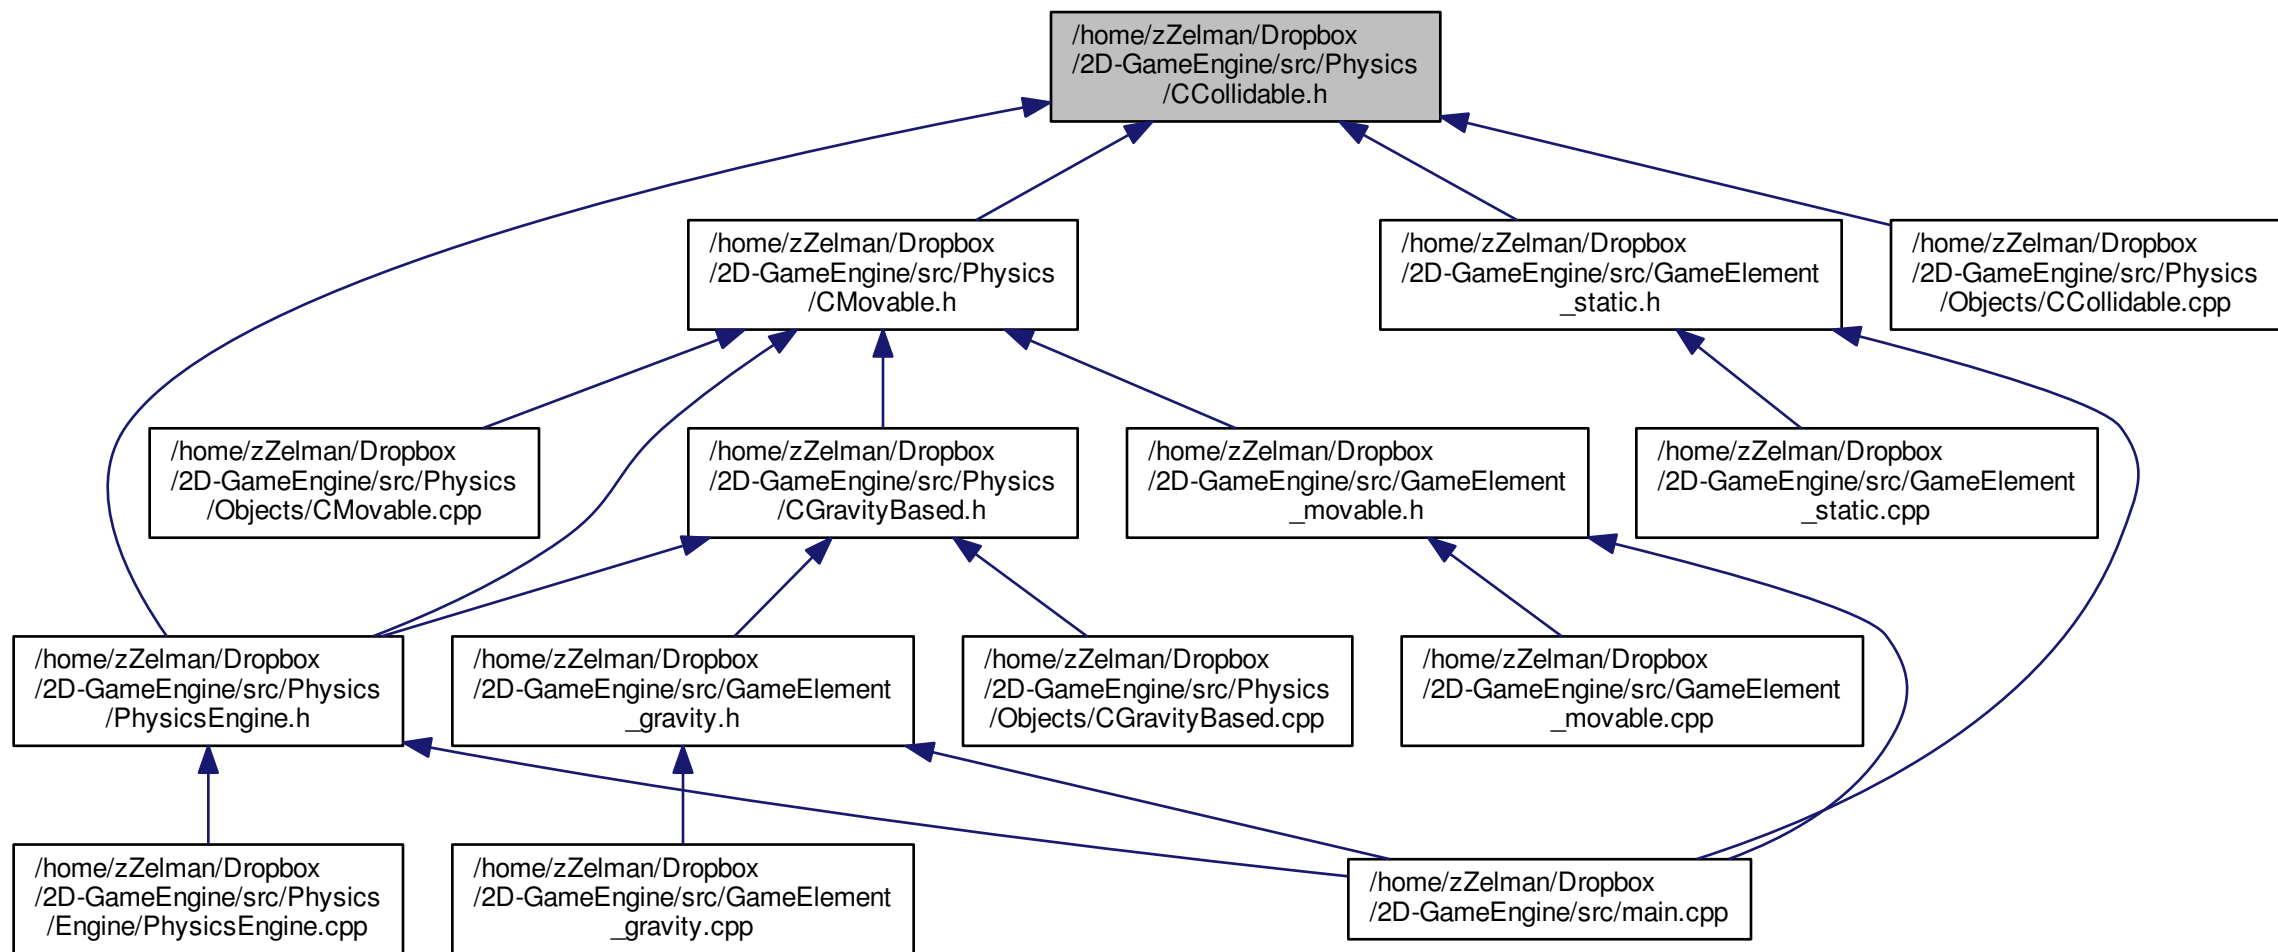 /home/zZelman/Dropbox
/2D-GameEngine/src/Physics
/CCollidable.h
/home/zZelman/Dropbox
/2D-GameEngine/src/Physics
/CMovable.h
/home/zZelman/Dropbox
/2D-GameEngine/src/GameElement
_static.h
/home/zZelman/Dropbox
/2D-GameEngine/src/Physics
/Objects/CCollidable.cpp
/home/zZelman/Dropbox
/2D-GameEngine/src/Physics
/Objects/CMovable.cpp
/home/zZelman/Dropbox
/2D-GameEngine/src/Physics
/CGravityBased.h
/home/zZelman/Dropbox
/2D-GameEngine/src/GameElement
_movable.h
/home/zZelman/Dropbox
/2D-GameEngine/src/GameElement
_static.cpp
/home/zZelman/Dropbox
/2D-GameEngine/src/Physics
/PhysicsEngine.h
/home/zZelman/Dropbox
/2D-GameEngine/src/GameElement
_gravity.h
/home/zZelman/Dropbox
/2D-GameEngine/src/Physics
/Objects/CGravityBased.cpp
/home/zZelman/Dropbox
/2D-GameEngine/src/GameElement
_movable.cpp
/home/zZelman/Dropbox
/2D-GameEngine/src/Physics
/Engine/PhysicsEngine.cpp
/home/zZelman/Dropbox
/2D-GameEngine/src/GameElement
_gravity.cpp
/home/zZelman/Dropbox
/2D-GameEngine/src/main.cpp